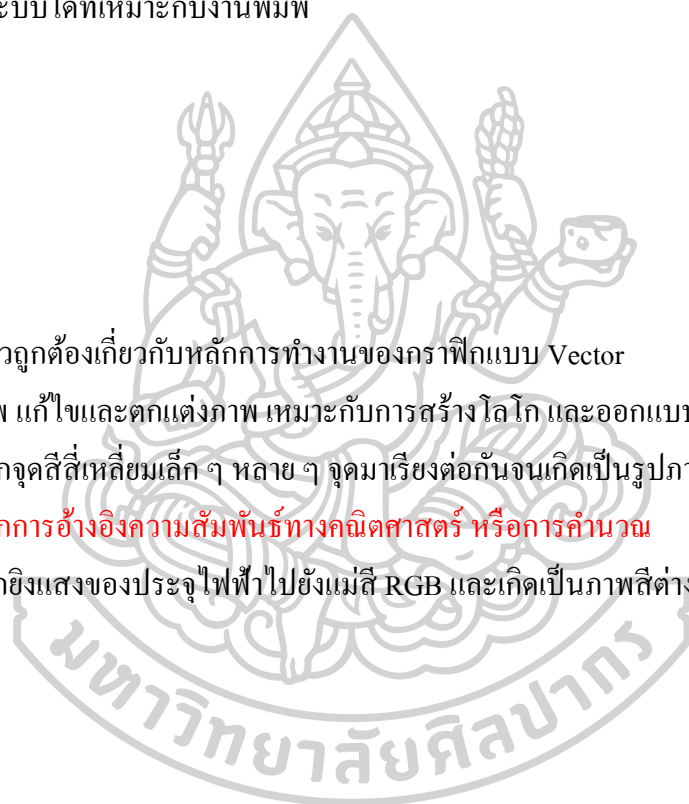 ะบบใดที่เหมาะกับงานพิมพ์
วถูกต้องเกี่ยวกับหลักการทำงานของกราฟิกแบบ Vector
พ แก้ไขและตกแต่งภาพ เหมาะกับการสร้างโลโก และออกแบบ
กจุดสีสี่เหลี่ยมเล็ก ๆ หลาย ๆ จุดมาเรียงต่อกันจนเกิดเป็นรูปภา
กการอ้างอิงความสัมพันธ์ทางคณิตศาสตร์ หรือการคำนวณ
กยิงแสงของประจุไฟฟ้าไปยังแม่สี RGB และเกิดเป็นภาพสีต่าง
มหาวิทยาลัยศิลปากร